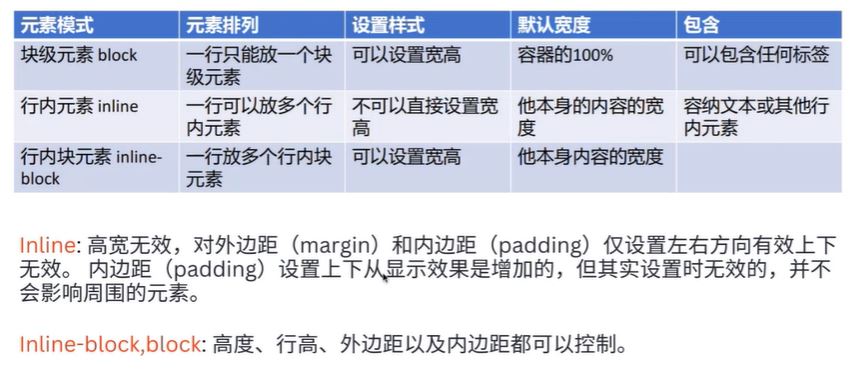 元素模式 元素排列 设置样式 默认宽度 包含
块级元素 block 一行只能放一个块级元素 可以设置宽高 容器的100% 可以包含任何标签
行内元素 inline 一行可以放多个行内元素 不可以直接设置宽高 他本身的内容的宽度 容纳文本或其他行内元素
行内块元素 inline-block 一行放多个行内块元素 可以设置宽高 他本身内容的宽度
Inline: 高宽无效，对外边距（margin）和内边距（padding）仅设置左右方向有效上下
无效。 内边距（padding）设置上下从显示效果是增加的，但其实设置时无效的，并不
会影响周围的元素。
Inline-block,block: 高度、行高、外边距以及内边距都可以控制。